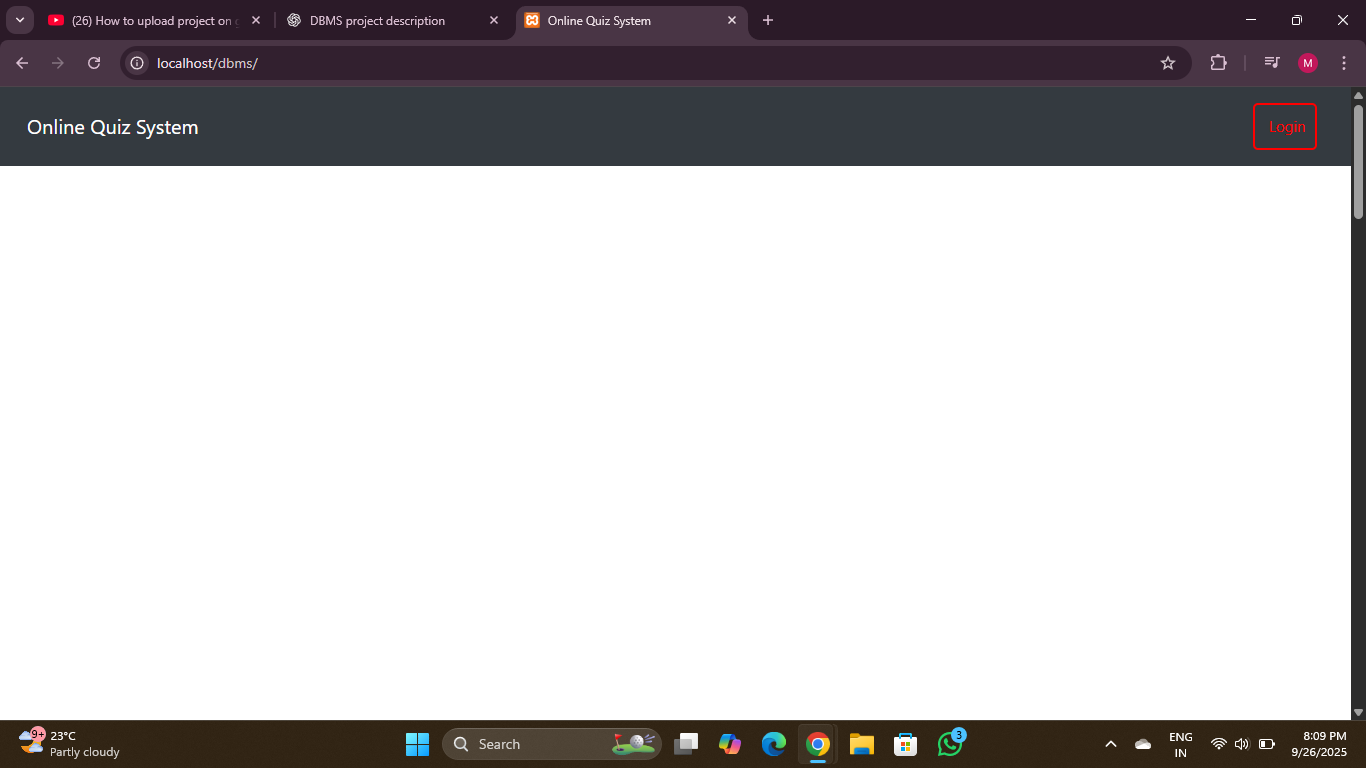 (26) How to upload project on
DBMS project description
Online Quiz System
localhost/dbms/
M
Online Quiz System
Login
9+
23°C
Partly cloudy
Search
3
ENG
IN
8:09 PM
9/26/2025